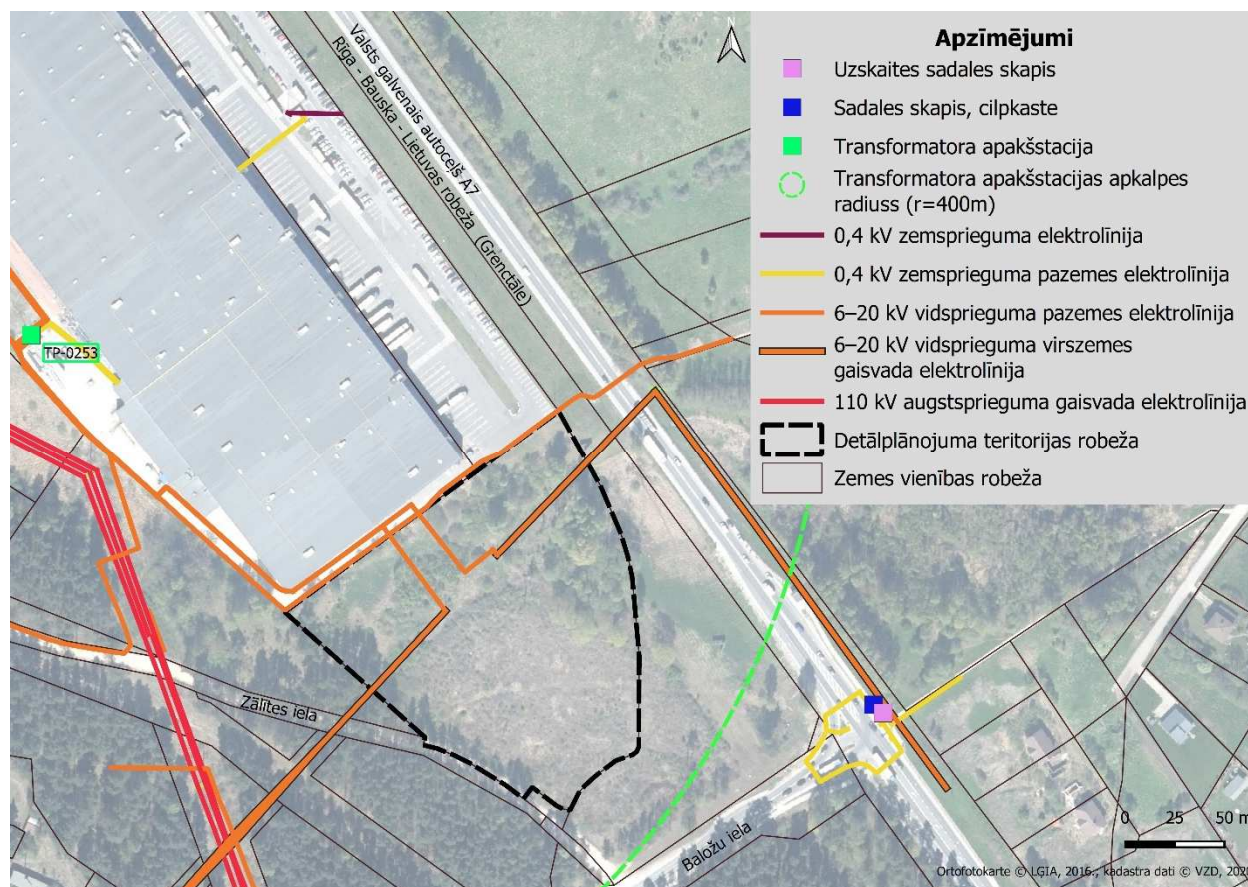 Apzīmējumi
Uzskaites sadales skapis
Sadales skapis, cilpkaste
Transformatora apakšstacija
Transformatora apakšstacijas apkalpes
radiuss (r=400m)
0,4 kV zemsprieguma elektrolīnija
0,4 kV zemsprieguma pazemes elektrolīnija
6–20 kV vidsprieguma pazemes elektrolīnija
6–20 kV vidsprieguma virszemes
gaisvada elektrolīnija
110 kV augstsprieguma gaisvada elektrolīnija
Detālplānojuma teritorijas robeža
Zemes vienības robeža
Valsts galvenais autoceļš A7
Rīga - Bauska - Lietuvas robeža (Grenctāle)
TP-0253
Zālītes iela
Baložu iela
0 25 50 m
Ortofotokarte © LĢIA, 2016., kadastra dati © VZD, 202